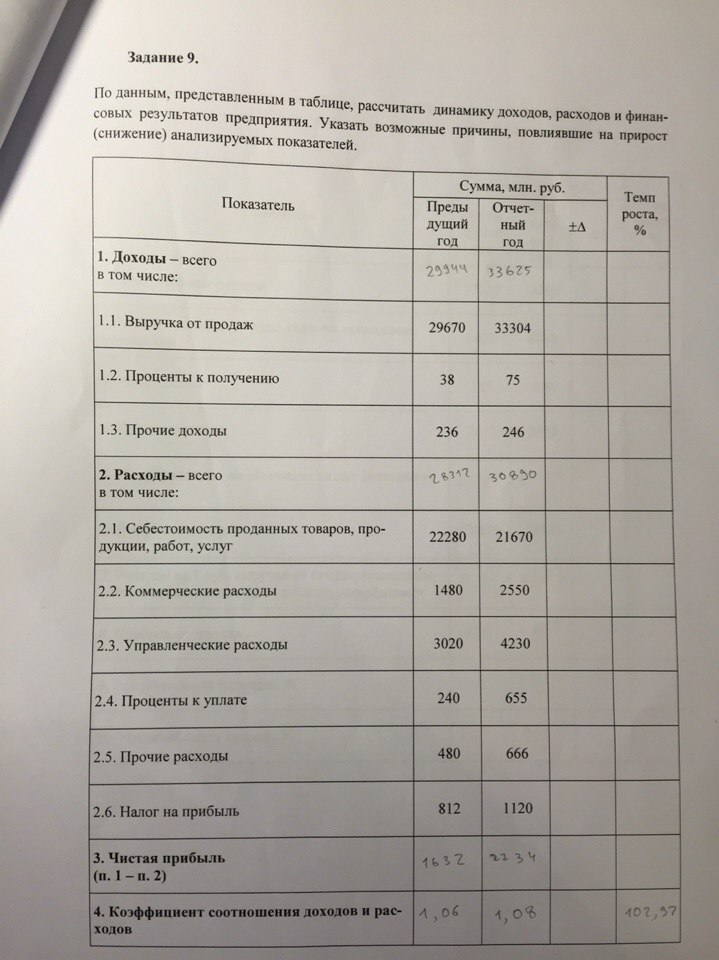 Задание 9.
По данным, представленным в таблице, рассчитать динамику доходов, расходов и финан-
совых результатов предприятия. Указать возможные причины, повлиявшие на прирост
(снижение) анализируемых показателей.
Показатель
Сумма, млн. руб.
Темп
роста,
%
Преды
дущий
год
Отчет-
ный
год
±Δ
1. Доходы – всего
в том числе:
29944 33625
1.1. Выручка от продаж 29670 33304
1.2. Проценты к получению 38 75
1.3. Прочие доходы 236 246
2. Расходы – всего
в том числе:
28312 30890
2.1. Себестоимость проданных товаров, про-
дукции, работ, услуг
22280 21670
2.2. Коммерческие расходы 1480 2550
2.3. Управленческие расходы 3020 4230
2.4. Проценты к уплате 240 655
2.5. Прочие расходы 480 666
2.6. Налог на прибыль 812 1120
3. Чистая прибыль
(п. 1 – п. 2)
1632 2734
4. Коэффициент соотношения доходов и рас-
ходов
1,06 1,08 102,97